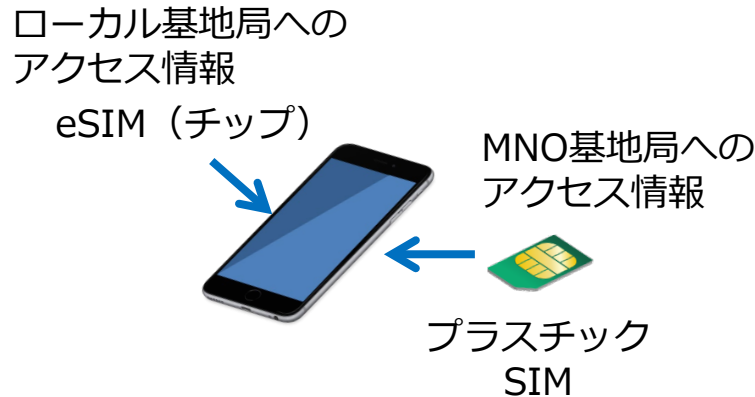 ローカル基地局への
アクセス情報
eSIM（チップ）
MNO基地局への
アクセス情報
プラスチック
SIM